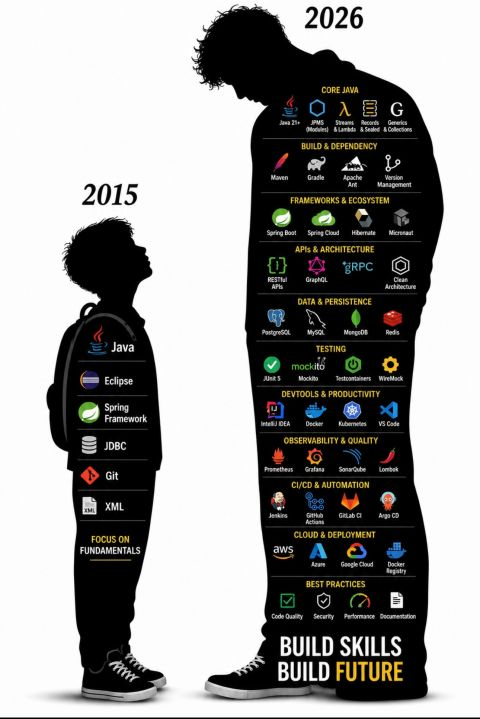 2026
2015
Java
Eclipse
Spring
Framework
JDBC
Git
XML
XML
FOCUS ON
FUNDAMENTALS
CORE JAVA
Java 21+
JPMS
(Modules)
λ
Streams
& Lambda
Records
& Sealed
G
Generics
& Collections
BUILD & DEPENDENCY
Maven
Gradle
Apache
Ant
Version
Management
FRAMEWORKS & ECOSYSTEM
Spring Boot
Spring Cloud
Hibernate
Micronaut
APIs & ARCHITECTURE
{ }
RESTful
APIs
GraphQL
gRPC
Clean
Architecture
DATA & PERSISTENCE
PostgreSQL
MySQL
MongoDB
Redis
TESTING
JUnit 5
mockito
Mockito
Testcontainers
WireMock
DEVTOOLS & PRODUCTIVITY
IJ
IntelliJ IDEA
Docker
Kubernetes
VS Code
OBSERVABILITY & QUALITY
Prometheus
Grafana
SonarQube
Lombok
CI/CD & AUTOMATION
Jenkins
GitHub
Actions
GitLab CI
Argo CD
CLOUD & DEPLOYMENT
aws
Azure
Google Cloud
Docker
Registry
BEST PRACTICES
Code Quality
Security
Performance
Documentation
BUILD SKILLS
BUILD FUTURE